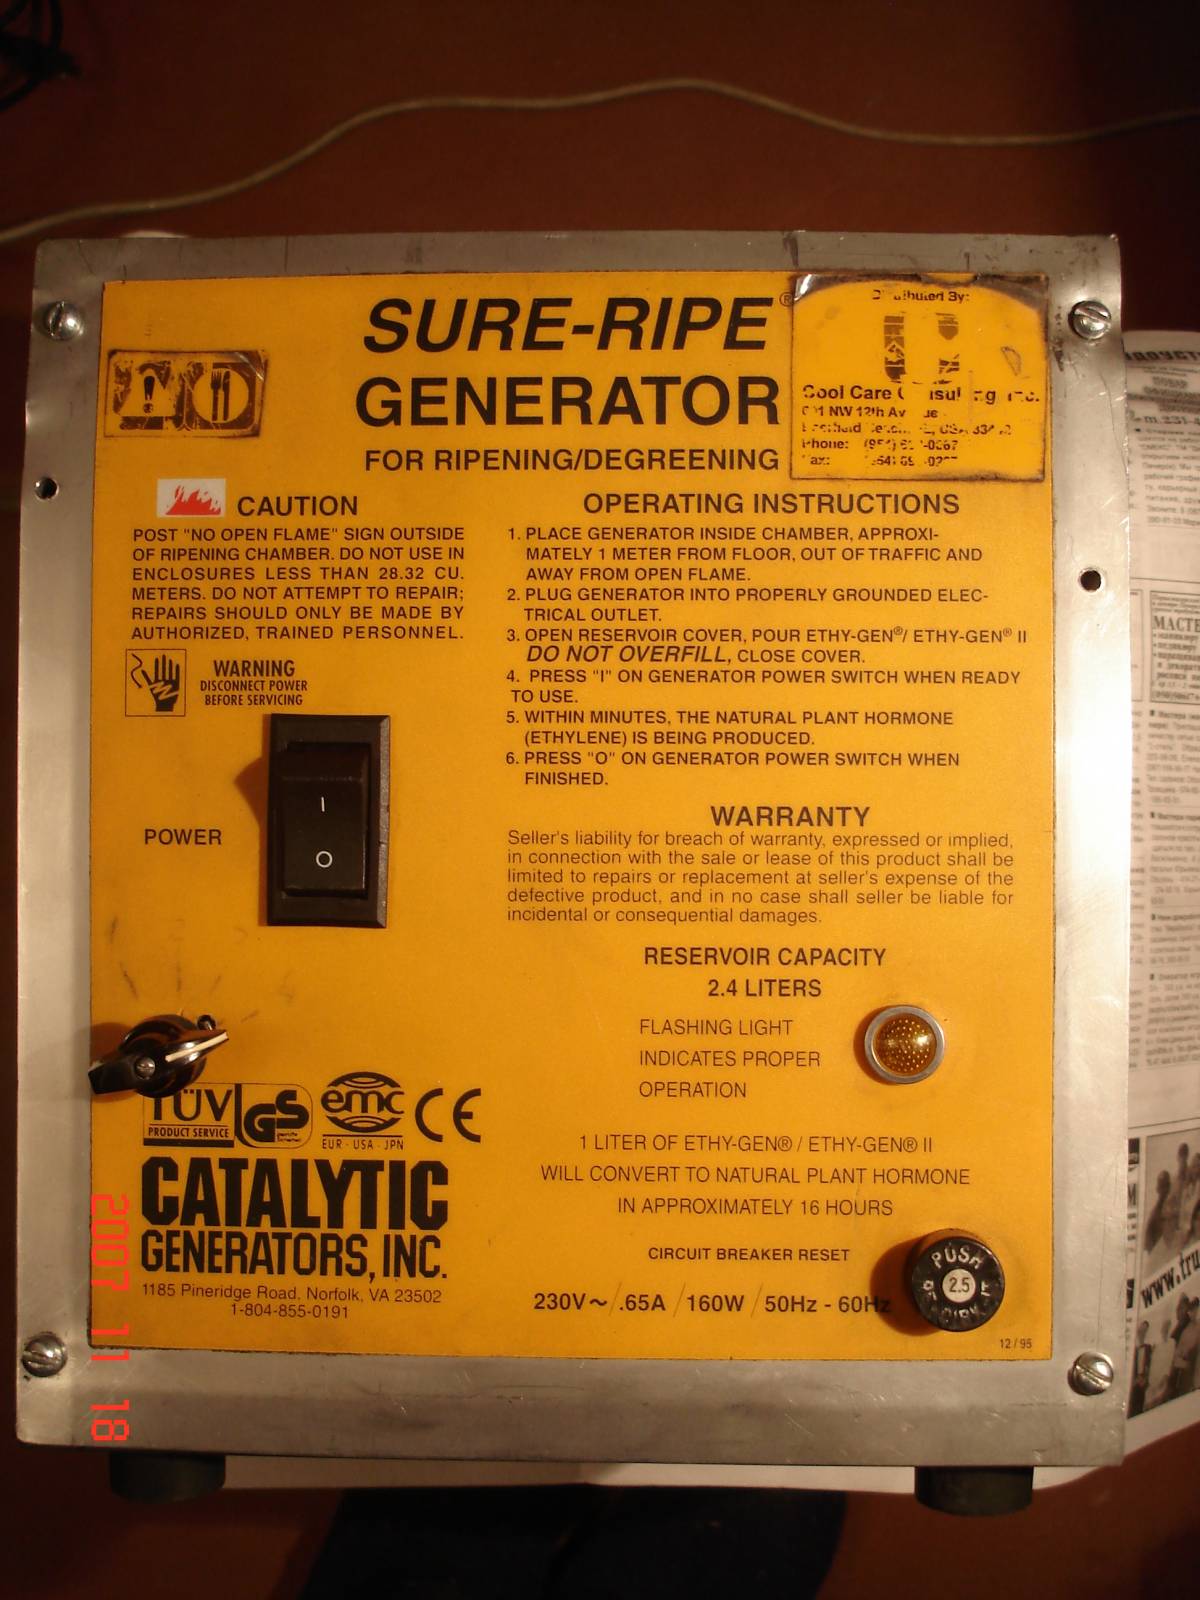 SURE-RIPE®
GENERATOR
FOR RIPENING/DEGREENING
By:
Cool Care
NW 12th
Phone:
CAUTION
POST "NO OPEN FLAME" SIGN OUTSIDE
OF RIPENING CHAMBER. DO NOT USE IN
ENCLOSURES LESS THAN 28.32 CU.
METERS. DO NOT ATTEMPT TO REPAIR;
REPAIRS SHOULD ONLY BE MADE BY
AUTHORIZED, TRAINED PERSONNEL.
WARNING
DISCONNECT POWER
BEFORE SERVICING
POWER
I
O
OPERATING INSTRUCTIONS
1. PLACE GENERATOR INSIDE CHAMBER, APPROXI-
MATELY 1 METER FROM FLOOR, OUT OF TRAFFIC AND
AWAY FROM OPEN FLAME.
2. PLUG GENERATOR INTO PROPERLY GROUNDED ELEC-
TRICAL OUTLET.
3. OPEN RESERVOIR COVER, POUR ETHY-GEN®/ ETHY-GEN® II
DO NOT OVERFILL, CLOSE COVER.
4. PRESS "I" ON GENERATOR POWER SWITCH WHEN READY
TO USE.
5. WITHIN MINUTES, THE NATURAL PLANT HORMONE
(ETHYLENE) IS BEING PRODUCED.
6. PRESS "O" ON GENERATOR POWER SWITCH WHEN
FINISHED.
WARRANTY
Seller's liability for breach of warranty, expressed or implied,
in connection with the sale or lease of this product shall be
limited to repairs or replacement at seller's expense of the
defective product, and in no case shall seller be liable for
incidental or consequential damages.
RESERVOIR CAPACITY
2.4 LITERS
FLASHING LIGHT
INDICATES PROPER
OPERATION
1 LITER OF ETHY-GEN® / ETHY-GEN® II
WILL CONVERT TO NATURAL PLANT HORMONE
IN APPROXIMATELY 16 HOURS
CIRCUIT BREAKER RESET
230V~/.65A/160W/50Hz - 60Hz
PUSH
2.5
12/95
TÜV
PRODUCT SERVICE
GS
emc
EUR · USA · JPN
CE
CATALYTIC
GENERATORS, INC.
1185 Pineridge Road, Norfolk, VA 23502
1-804-855-0191
2007 11 18
МАСТЕ